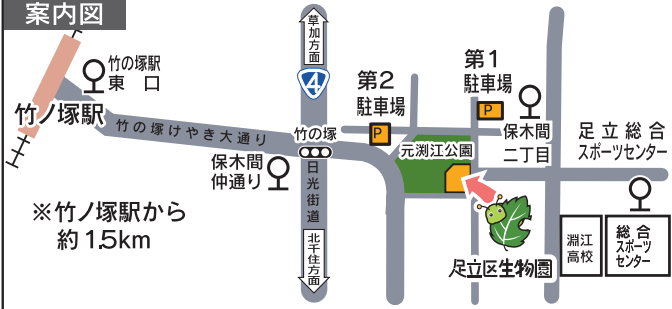 案内図
草加方面
4
竹の塚駅
東口
竹ノ塚駅
竹の塚けやき大通り
竹の塚
保木間
仲通り
日光街道
北千住方面
第2
駐車場
P
第1
駐車場
P
保木間
二丁目
元渕江公園
足立総合
スポーツセンター
足立区生物園
淵江
高校
総合
スポーツ
センター
※竹ノ塚駅から
約1.5km